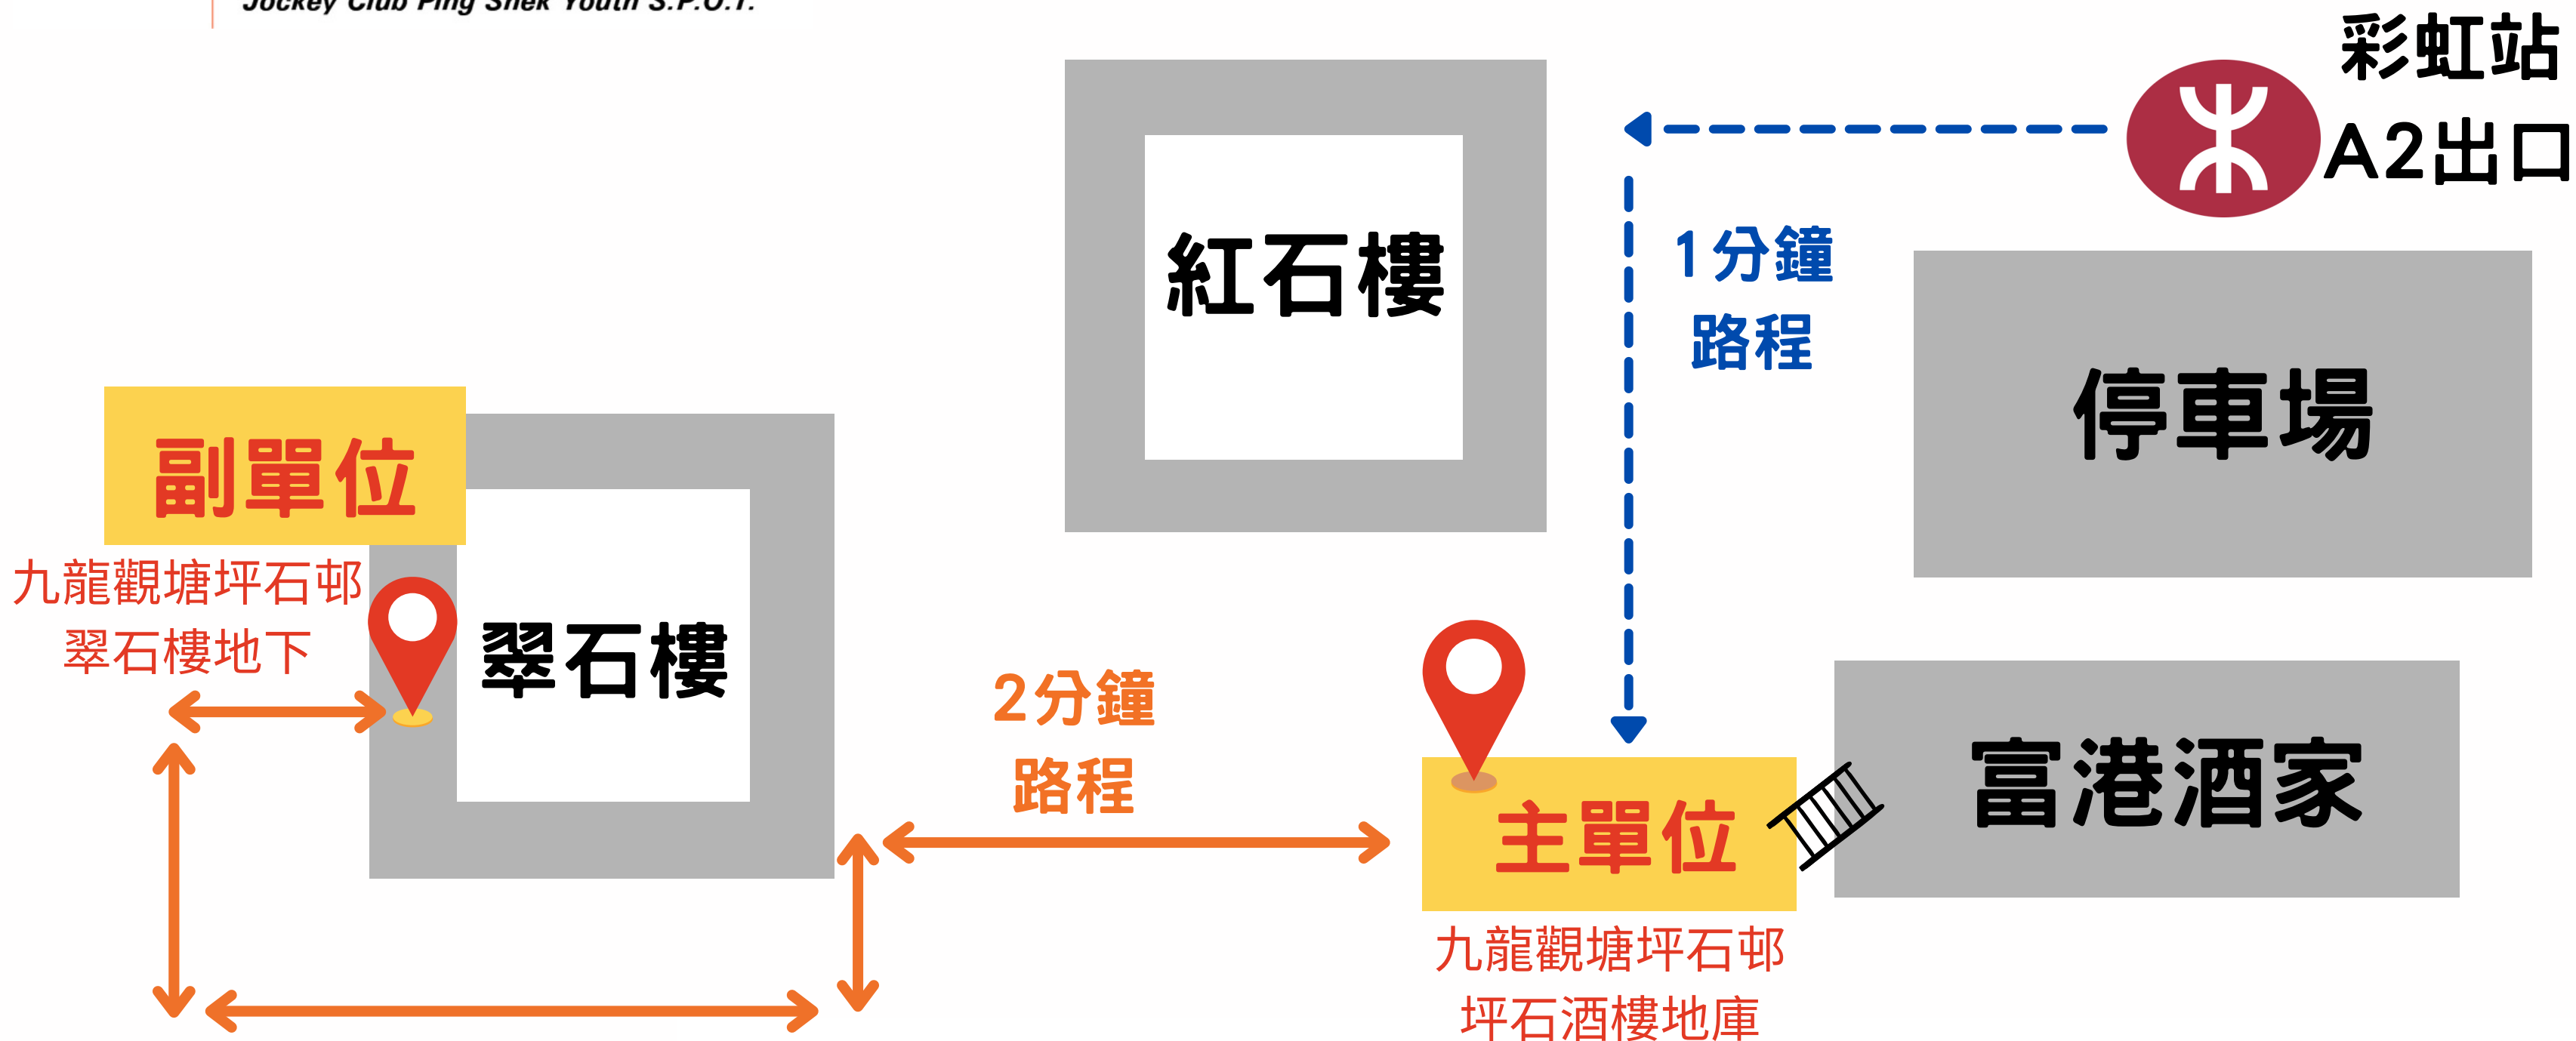 Jockey Club Ping Shek Youth S.P.O.T.
彩虹站
A2出口
紅石樓
1分鐘
路程
停車場
副單位
九龍觀塘坪石邨
翠石樓地下
翠石樓
2分鐘
路程
主單位
富港酒家
九龍觀塘坪石邨
坪石酒樓地庫